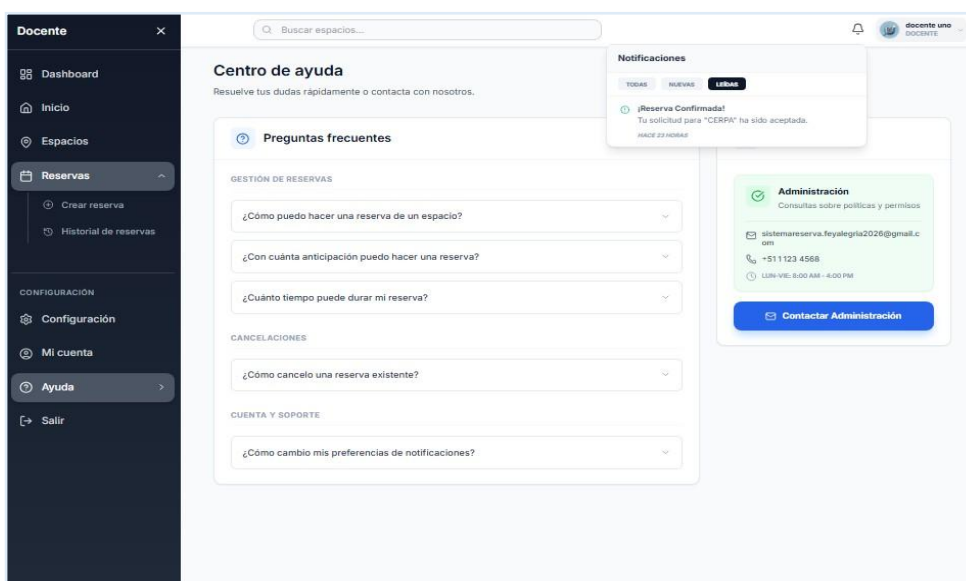 Docente
Dashboard
Inicio
Espacios
Reservas
Crear reserva
Historial de reservas
CONFIGURACIÓN
Configuración
Mi cuenta
Ayuda
Salir
Buscar espacios...
docente uno
DOCENTE
Centro de ayuda
Resuelve tus dudas rápidamente o contacta con nosotros.
Notificaciones
TODAS NUEVAS LEÍDAS
¡Reserva Confirmada!
Tu solicitud para "CERPA" ha sido aceptada.
HACE 23 HORAS
Preguntas frecuentes
GESTIÓN DE RESERVAS
¿Cómo puedo hacer una reserva de un espacio?
¿Con cuánta anticipación puedo hacer una reserva?
¿Cuánto tiempo puede durar mi reserva?
CANCELACIONES
¿Cómo cancelo una reserva existente?
CUENTA Y SOPORTE
¿Cómo cambio mis preferencias de notificaciones?
Administración
Consultas sobre políticas y permisos
sistemareserva.feyalegria2026@gmail.c
om
+511 123 4568
LUN-VIE: 8:00 AM - 4:00 PM
Contactar Administración